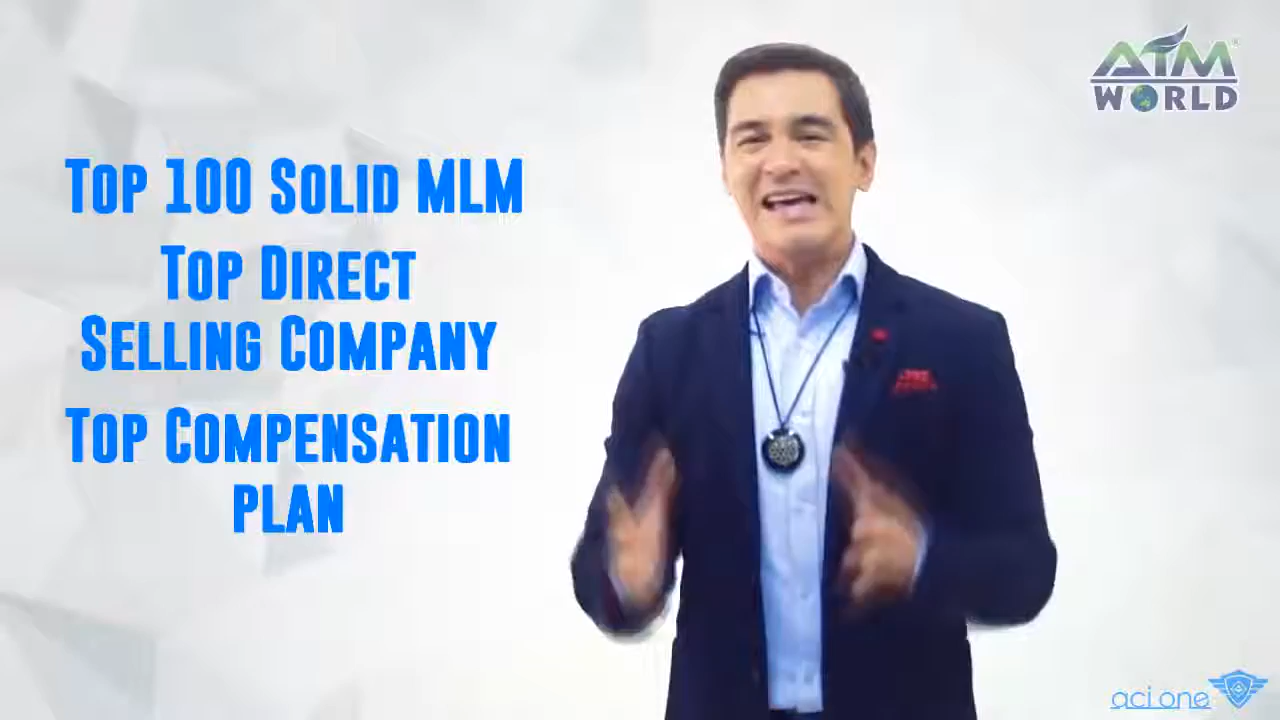 AIM
WORLD
Top 100 Solid MLM
Top Direct
Selling Company
Top Compensation
plan
aci one